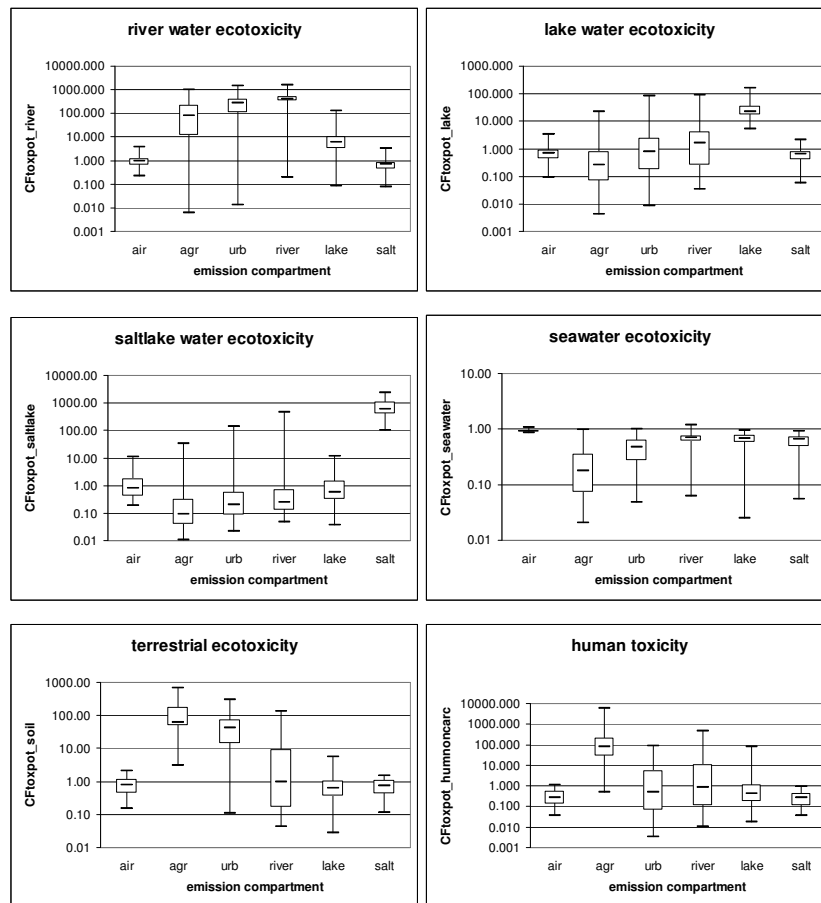 river water ecotoxicity
CFtoxpot_river
10000.000
1000.000
100.000
10.000
1.000
0.100
0.010
0.001
air agr urb river lake salt
emission compartment
lake water ecotoxicity
CFtoxpot_lake
1000.000
100.000
10.000
1.000
0.100
0.010
0.001
air agr urb river lake salt
emission compartment
saltlake water ecotoxicity
CFtoxpot_saltlake
10000.00
1000.00
100.00
10.00
1.00
0.10
0.01
air agr urb river lake salt
emission compartment
seawater ecotoxicity
CFtoxpot_seawater
10.00
1.00
0.10
0.01
air agr urb river lake salt
emission compartment
terrestrial ecotoxicity
CFtoxpot_soil
1000.00
100.00
10.00
1.00
0.10
0.01
air agr urb river lake salt
emission compartment
human toxicity
CFtoxpot_humnoncarc
10000.000
1000.000
100.000
10.000
1.000
0.100
0.010
0.001
air agr urb river lake salt
emission compartment